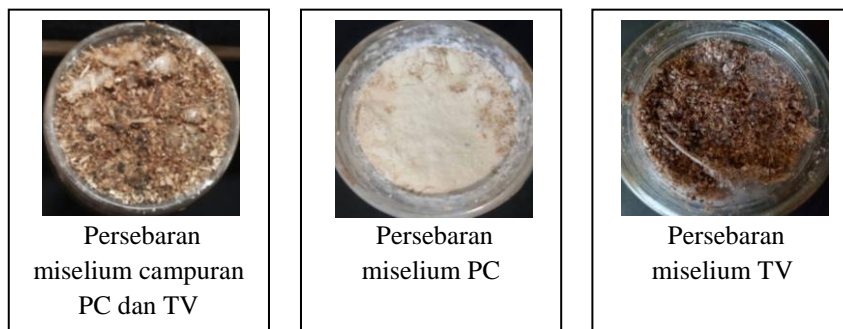 Persebaran
miselium campuran
PC dan TV
Persebaran
miselium PC
Persebaran
miselium TV